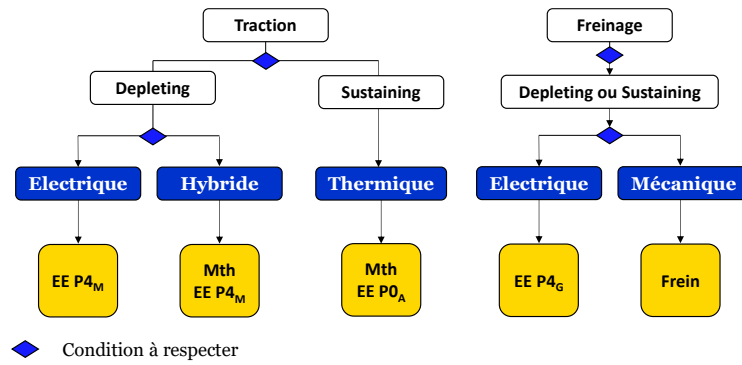 Traction
Freinage
Depleting
Sustaining
Depleting ou Sustaining
Electrique
Hybride
Thermique
Electrique
Mécanique
EE P4M
Mth
EE P4M
Mth
EE P0A
EE P4G
Frein
Condition à respecter